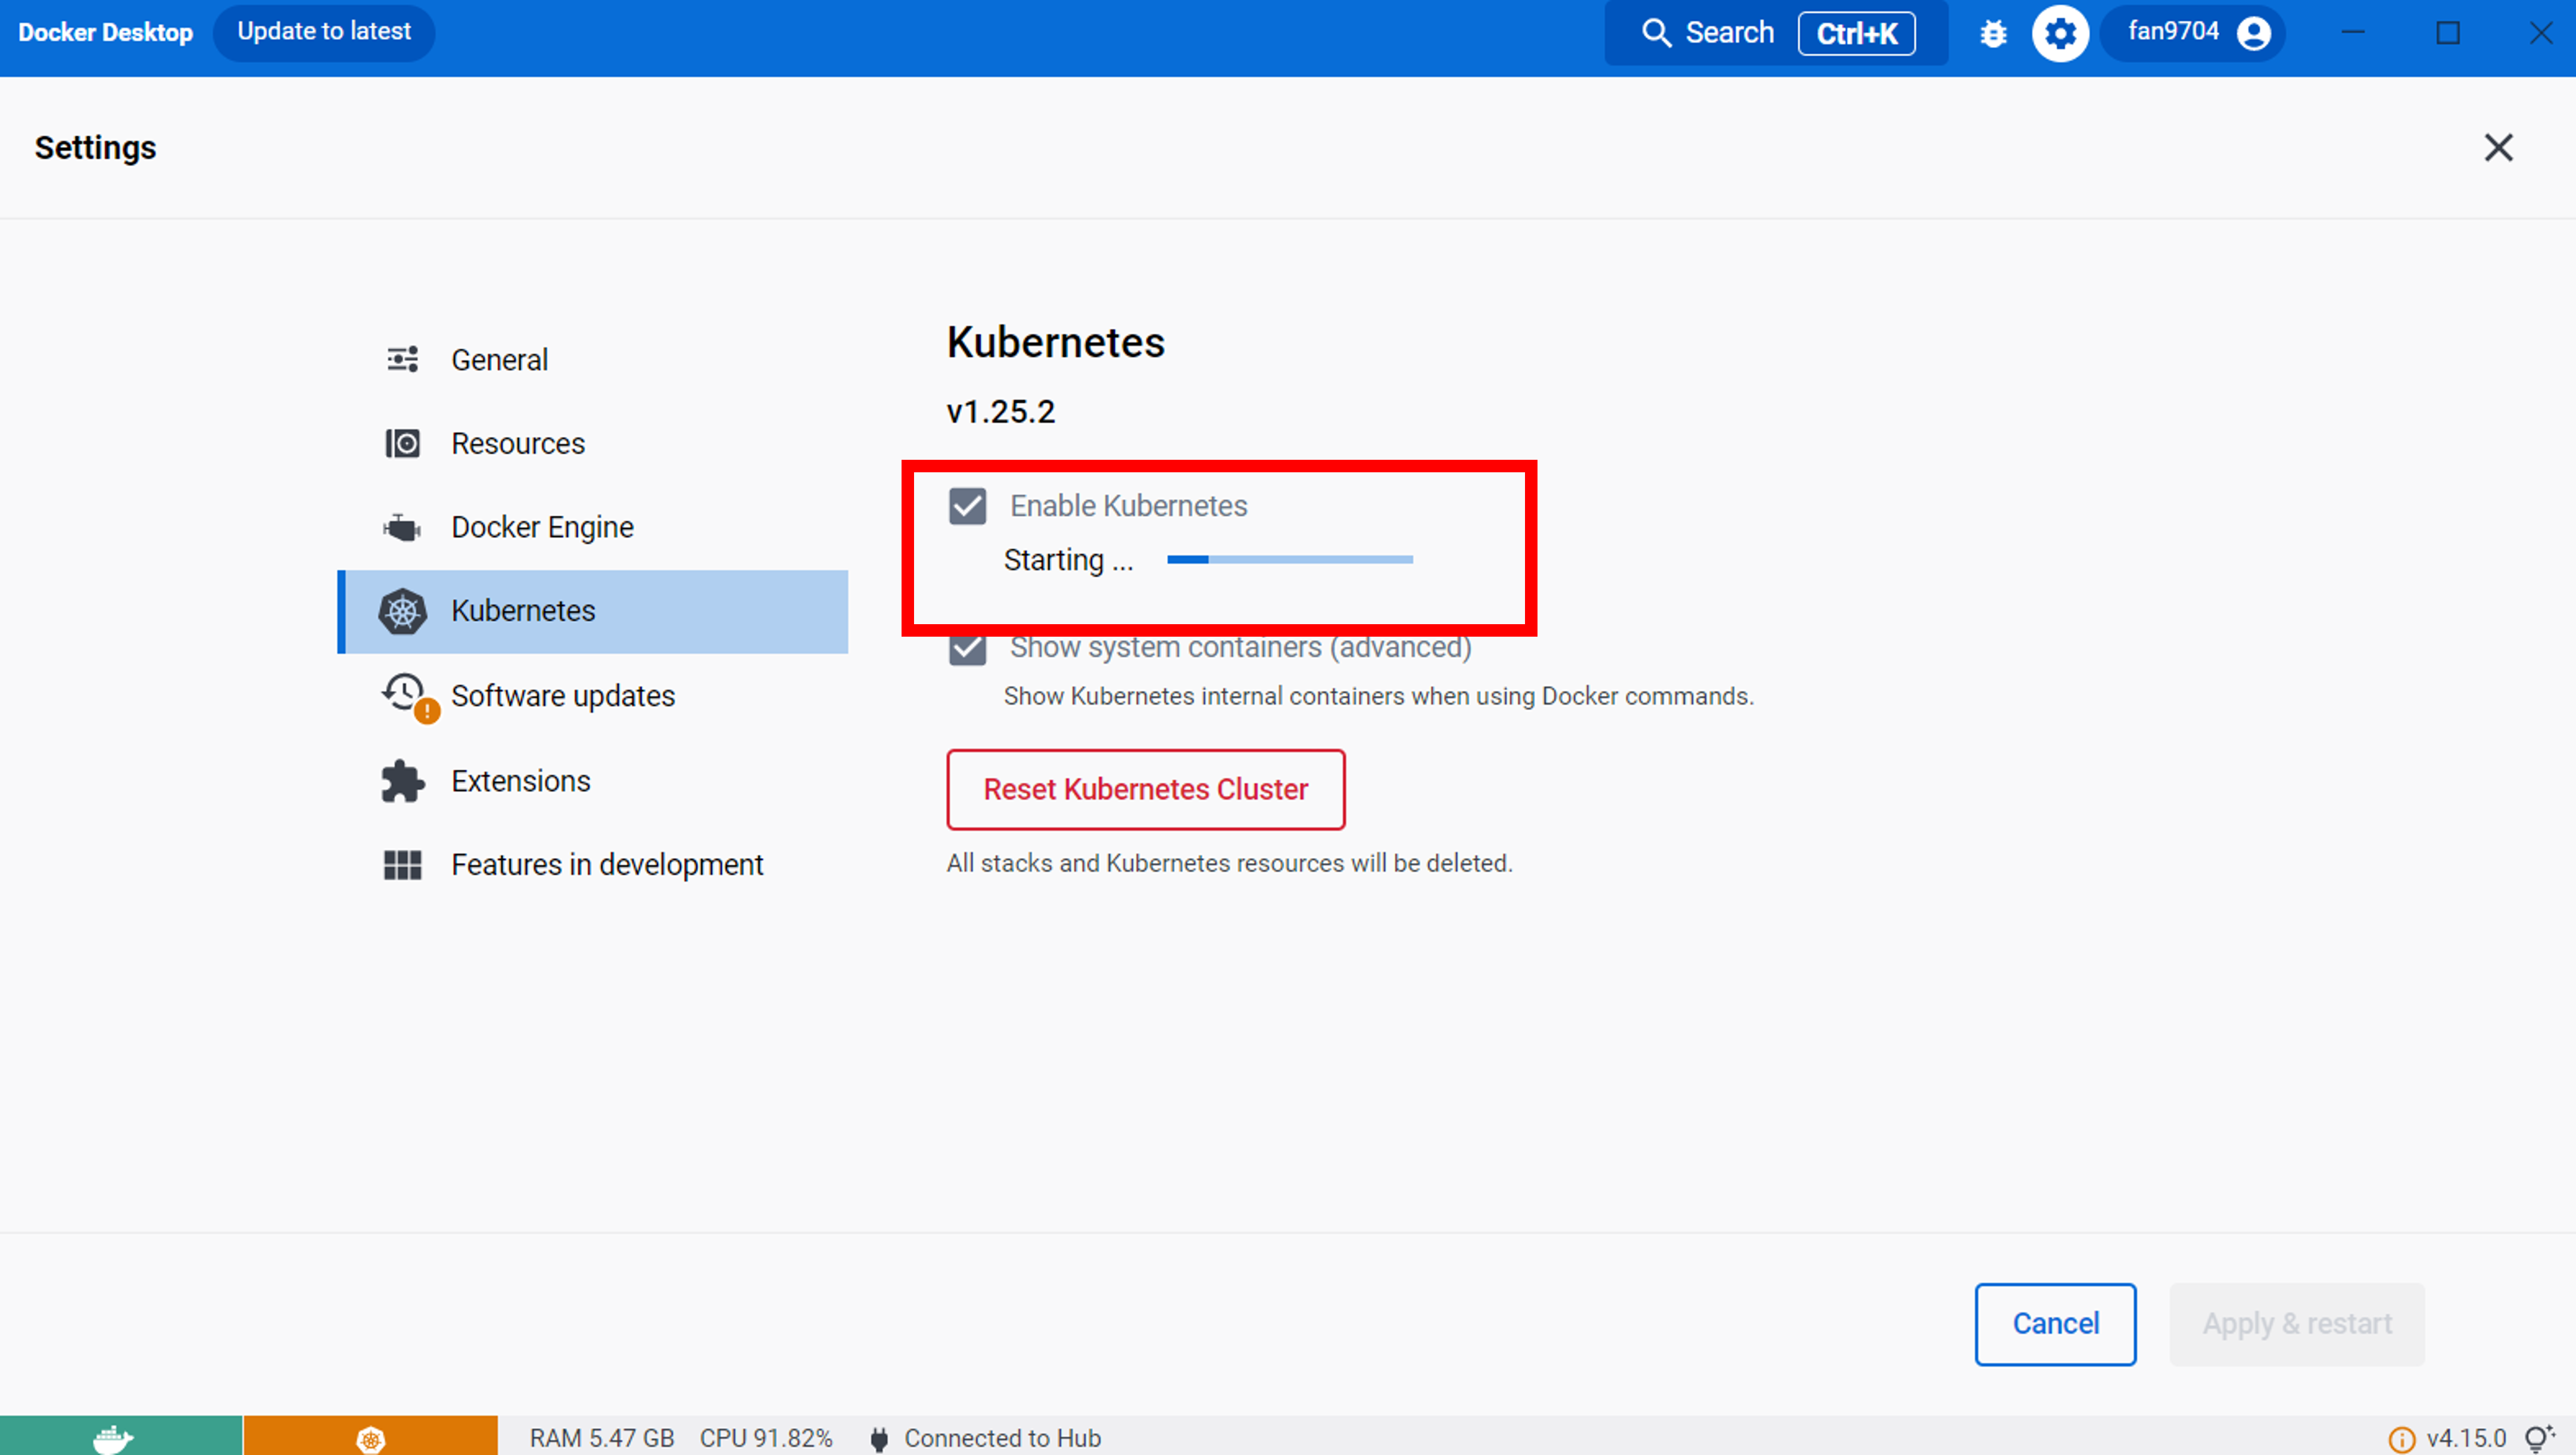 Docker Desktop Update to latest Search Ctrl+K fan9704
Settings
General
Resources
Docker Engine
Kubernetes
Software updates
Extensions
Features in development
Kubernetes
v1.25.2
Enable Kubernetes
Starting ...
Show system containers (advanced)
Show Kubernetes internal containers when using Docker commands.
Reset Kubernetes Cluster
All stacks and Kubernetes resources will be deleted.
Cancel Apply & restart
RAM 5.47 GB CPU 91.82% Connected to Hub v4.15.0